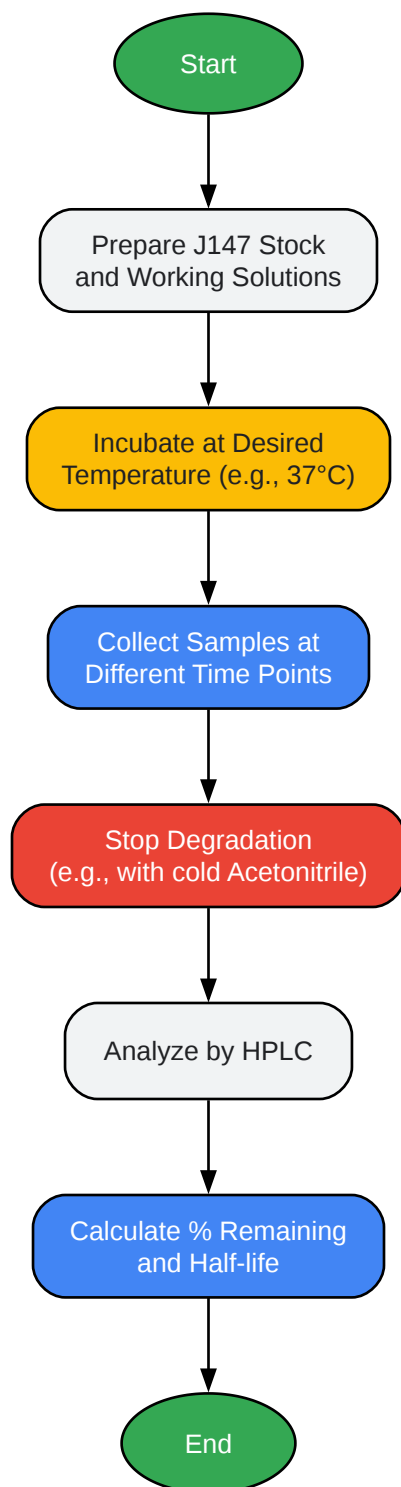 Start
Prepare J147 Stock
and Working Solutions
Incubate at Desired
Temperature (e.g., 37°C)
Collect Samples at
Different Time Points
Stop Degradation
(e.g., with cold Acetonitrile)
Analyze by HPLC
Calculate % Remaining
and Half-life
End